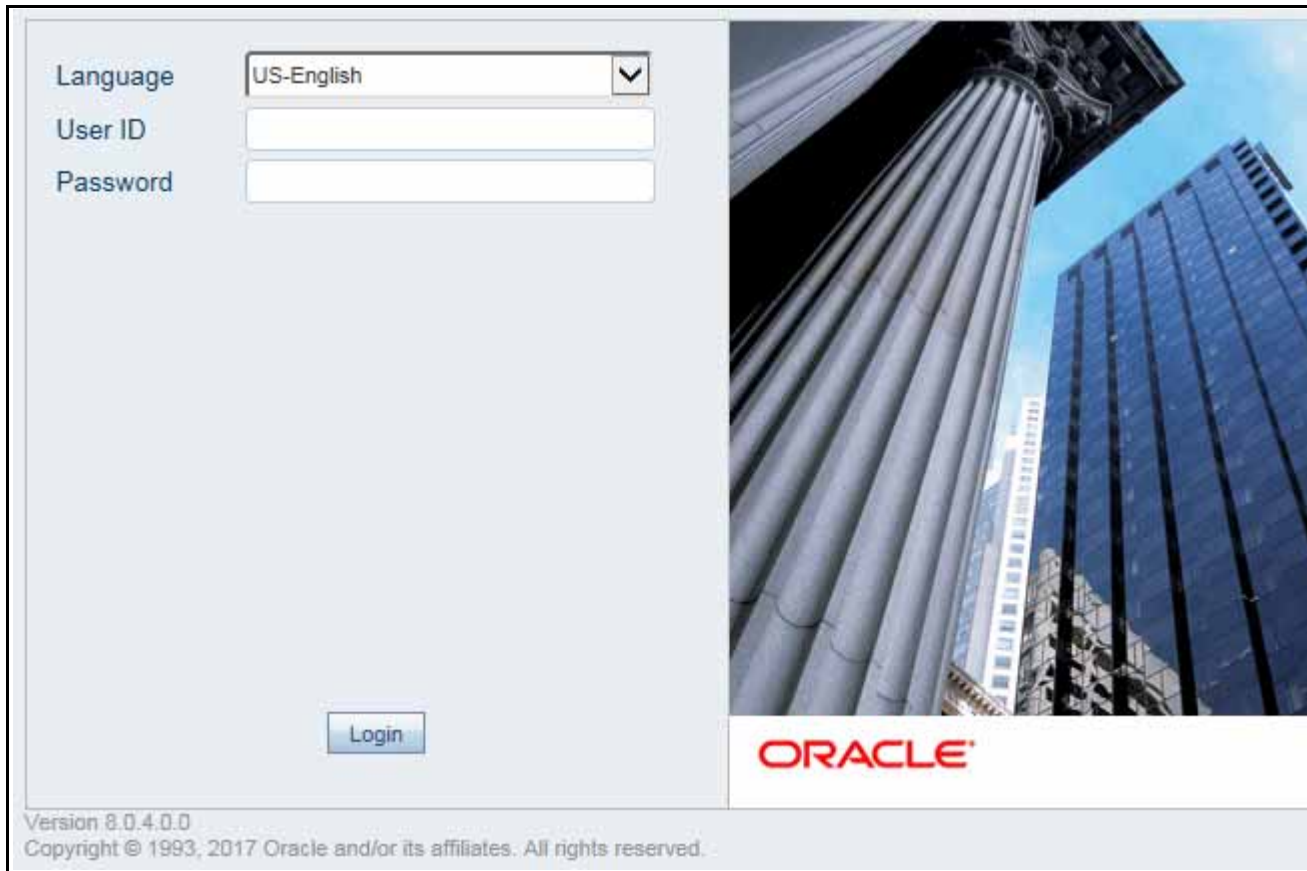 Language
US-English
User ID
Password
Login
ORACLE
Version 8.0.4.0.0
Copyright © 1993, 2017 Oracle and/or its affiliates. All rights reserved.